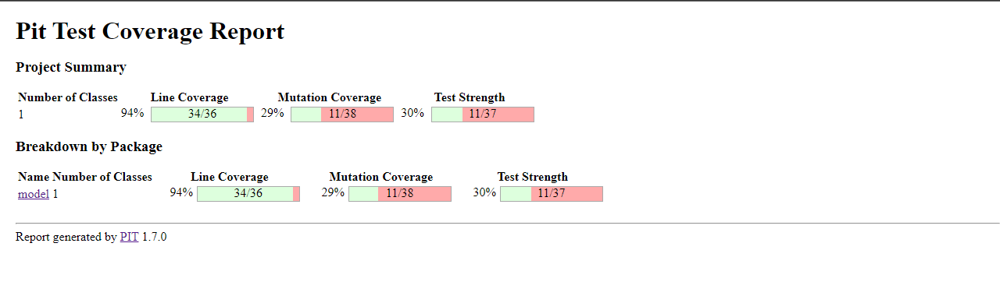 Pit Test Coverage Report
Project Summary
Number of Classes Line Coverage Mutation Coverage Test Strength
1 94% 34/36 29% 11/38 30% 11/37
Breakdown by Package
Name Number of Classes Line Coverage Mutation Coverage Test Strength
model 1 94% 34/36 29% 11/38 30% 11/37
Report generated by PIT 1.7.0